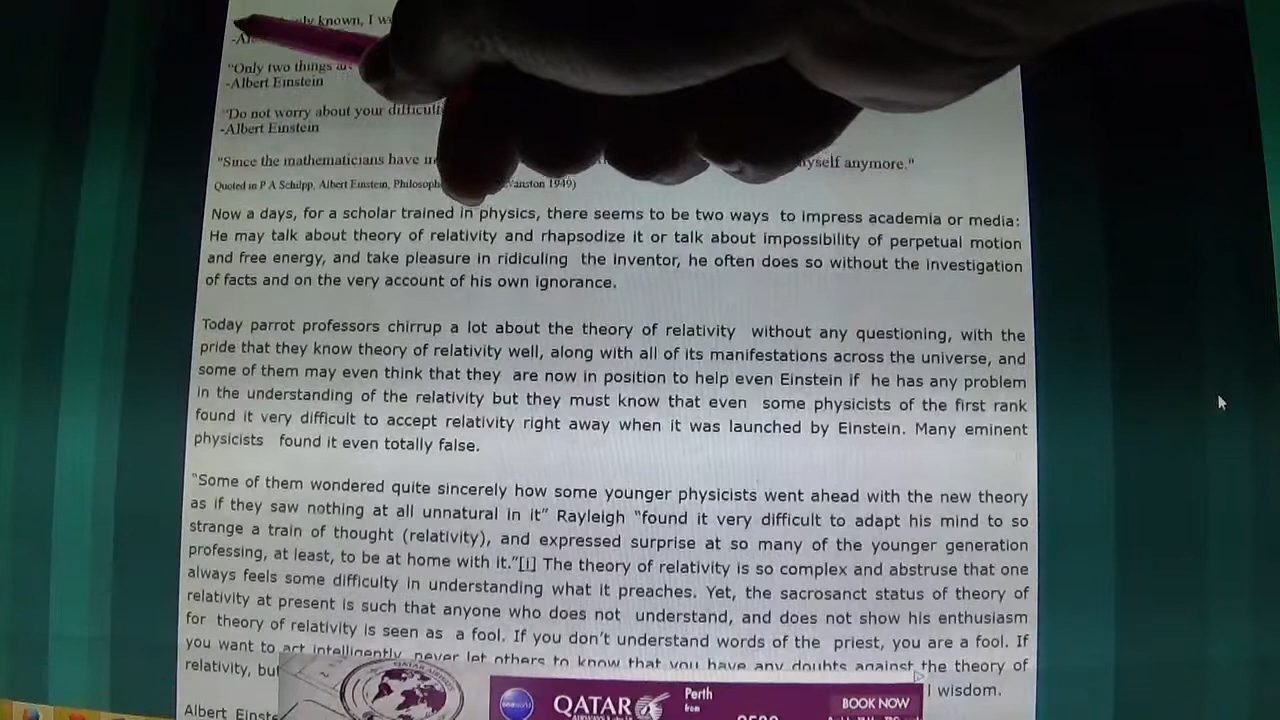 known, I
"Only two things
-Albert Einstein
"Do not worry about your
-Albert Einstein
"Since the mathematicians have myself anymore."
Quoted in P A Schilpp, Albert Einstein, 1949)
Now a days, for a scholar trained in physics, there seems to be two ways to impress academia or media:
He may talk about theory of relativity and rhapsodize it or talk about impossibility of perpetual motion
and free energy, and take pleasure in ridiculing the inventor, he often does so without the investigation
of facts and on the very account of his own ignorance.
Today parrot professors chirrup a lot about the theory of relativity without any questioning, with the
pride that they know theory of relativity well, along with all of its manifestations across the universe, and
some of them may even think that they are now in position to help even Einstein if he has any problem
in the understanding of the relativity but they must know that even some physicists of the first rank
found it very difficult to accept relativity right away when it was launched by Einstein. Many eminent
physicists found it even totally false.
"Some of them wondered quite sincerely how some younger physicists went ahead with the new theory
as if they saw nothing at all unnatural in it" Rayleigh "found it very difficult to adapt his mind to so
strange a train of thought (relativity), and expressed surprise at so many of the younger generation
professing, at least, to be at home with it."[i] The theory of relativity is so complex and abstruse that one
always feels some difficulty in understanding what it preaches. Yet, the sacrosanct status of theory of
relativity at present is such that anyone who does not understand, and does not show his enthusiasm
for theory of relativity is seen as a fool. If you don't understand words of the priest, you are a fool. If
you want to act intelligently, never let others to know that you have any doubts against the theory of
relativity, but wisdom.
Albert
QATAR AIRWAYS
oneworld
QATAR
Perth
from
BOOK NOW